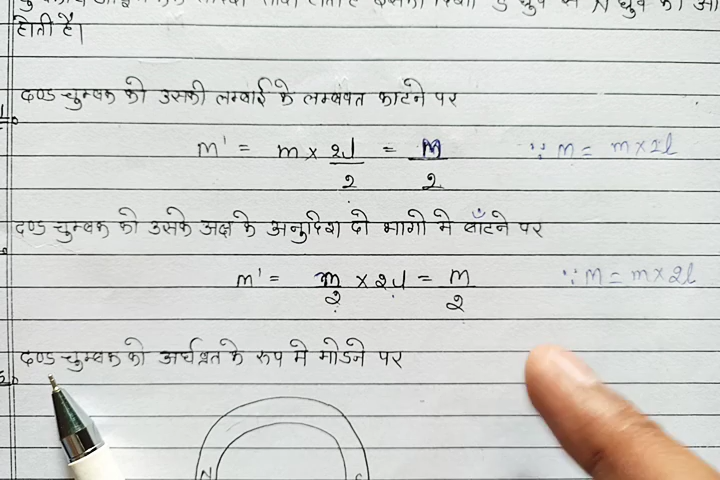 होती है।
दण्ड चुम्बक को उसकी लम्बाई के लम्बवत काटने पर
m' = m × 2l/2 = M/2 ∵ M = m × 2l
दण्ड चुम्बक को उसके अक्ष के अनुदिश दो भागो मे बाँटने पर
m' = m/2 × 2l = M/2 ∵ M = m × 2l
दण्ड चुम्बक को अर्धव्रत के रूप मे मोडने पर
N